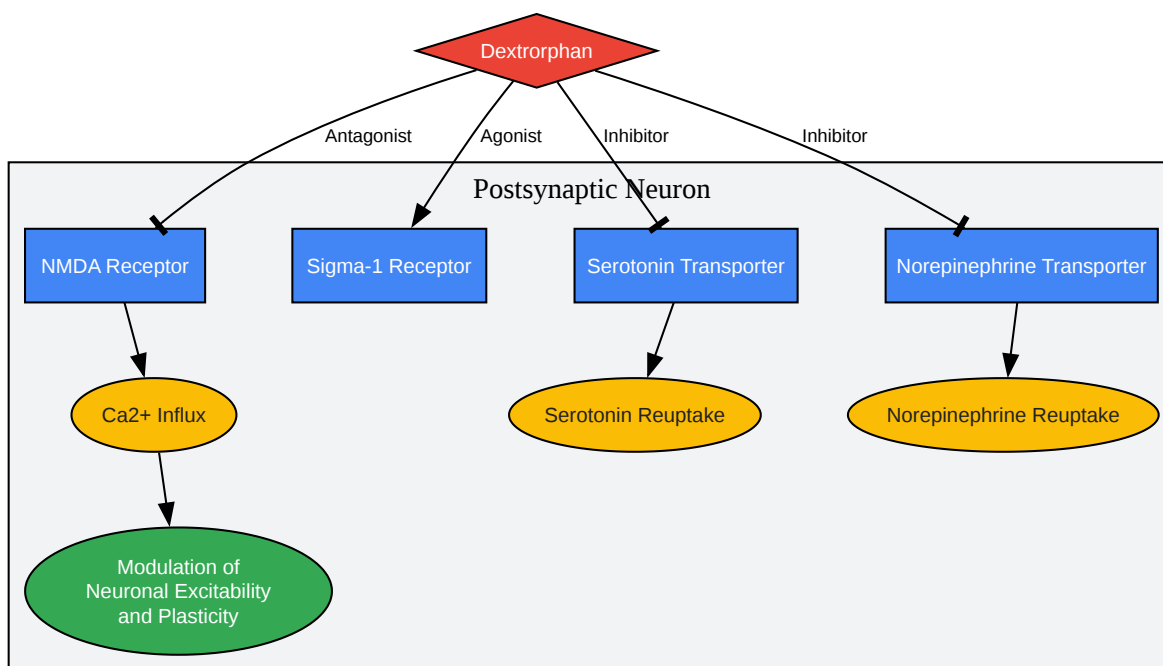 Dextrorphan
Antagonist
Agonist
Inhibitor
Inhibitor
Postsynaptic Neuron
NMDA Receptor
Sigma-1 Receptor
Serotonin Transporter
Norepinephrine Transporter
Ca2+ Influx
Serotonin Reuptake
Norepinephrine Reuptake
Modulation of
Neuronal Excitability
and Plasticity